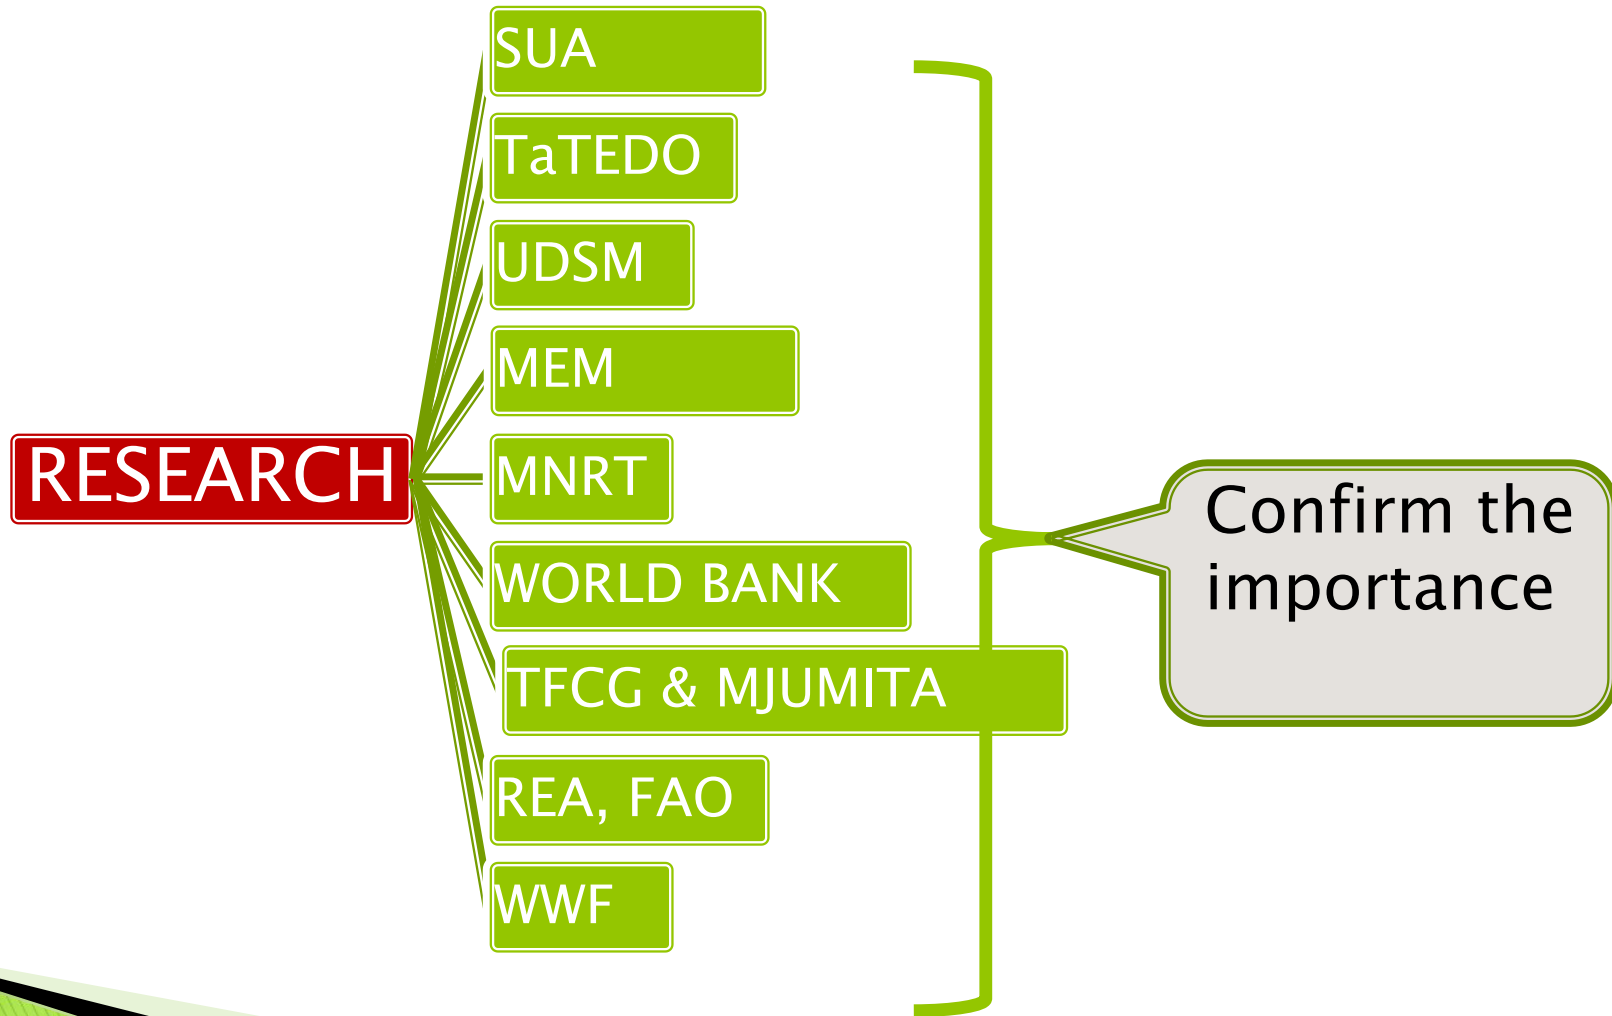 SUA
TaTEDO
UDSM
MEM
RESEARCH
MNRT
WORLD BANK
TFCG & MJUMITA
REA, FAO
WWF
Confirm the
importance